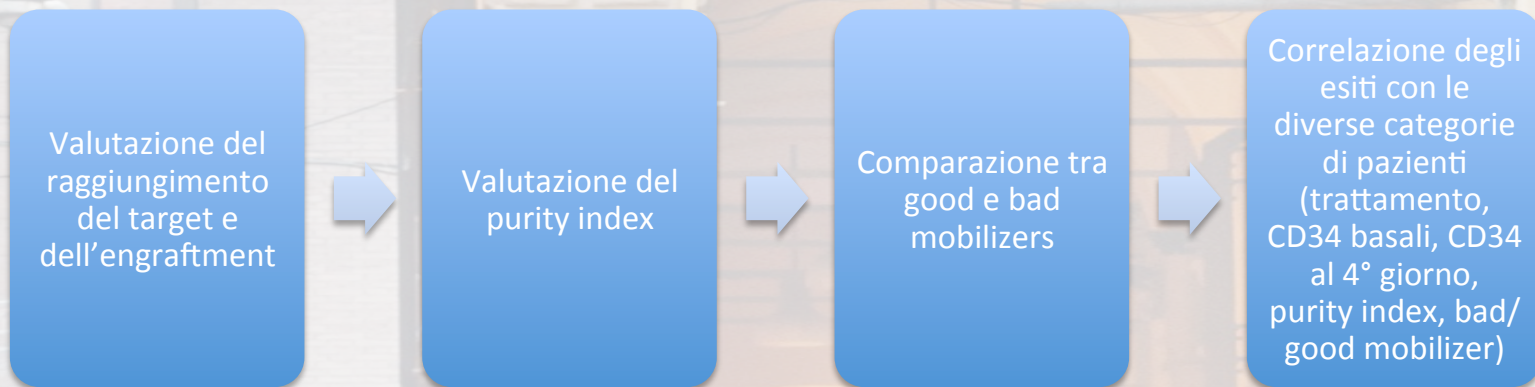 Valutazione del
raggiungimento
del target e
dell’engraftment
Valutazione del
purity index
Comparazione tra
good e bad
mobilizers
Correlazione degli
esiti con le
diverse categorie
di pazienti
(trattamento,
CD34 basali, CD34
al 4° giorno,
purity index, bad/
good mobilizer)